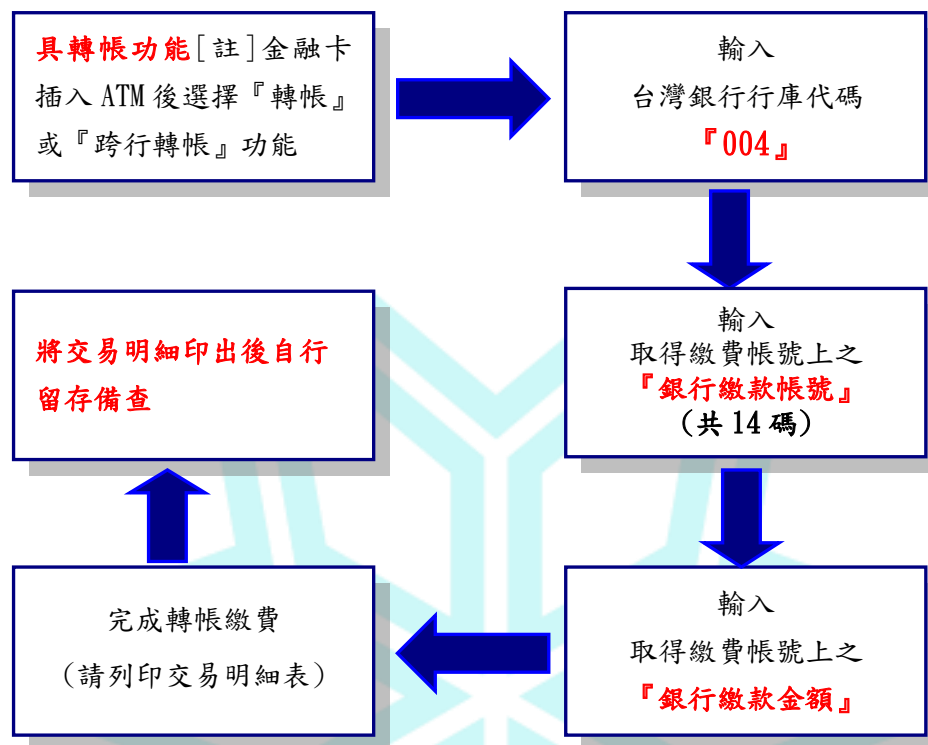 具轉帳功能[註]金融卡
插入 ATM 後選擇『轉帳』
或『跨行轉帳』功能
輸入
台灣銀行行庫代碼
『004』
輸入
取得繳費帳號上之
『銀行繳款帳號』
(共 14 碼)
輸入
取得繳費帳號上之
『銀行繳款金額』
完成轉帳繳費
(請列印交易明細表)
將交易明細印出後自行
留存備查